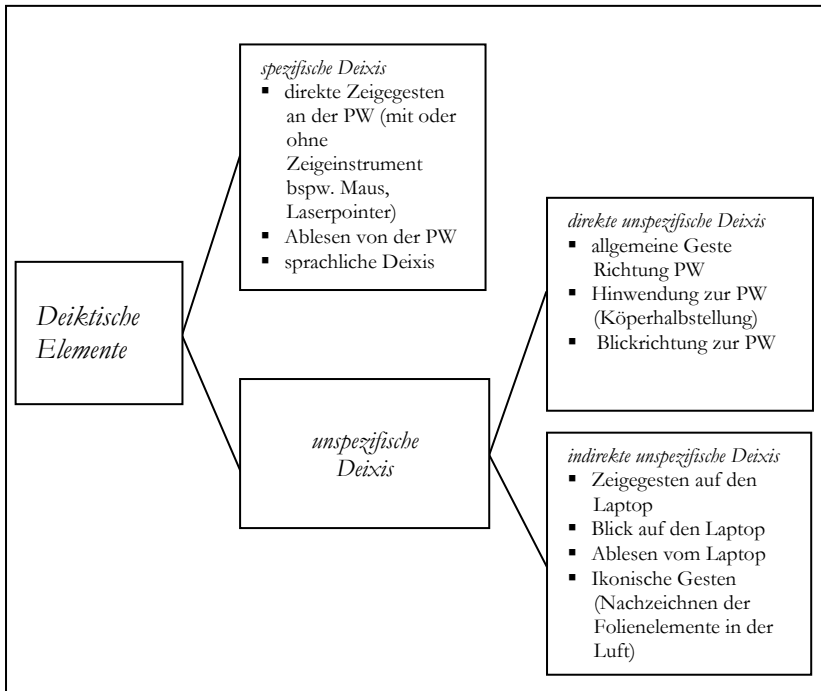 Deiktische
Elemente
spezifische Deixis
▪ direkte Zeigegesten
an der PW (mit oder
ohne
Zeigeinstrument
bspw. Maus,
Laserpointer)
▪ Ablesen von der PW
▪ sprachliche Deixis
unspezifische
Deixis
direkte unspezifische Deixis
▪ allgemeine Geste
Richtung PW
▪ Hinwendung zur PW
(Köperhalbstellung)
▪ Blickrichtung zur PW
indirekte unspezifische Deixis
▪ Zeigegesten auf den
Laptop
▪ Blick auf den Laptop
▪ Ablesen vom Laptop
▪ Ikonische Gesten
(Nachzeichnen der
Folienelemente in der
Luft)